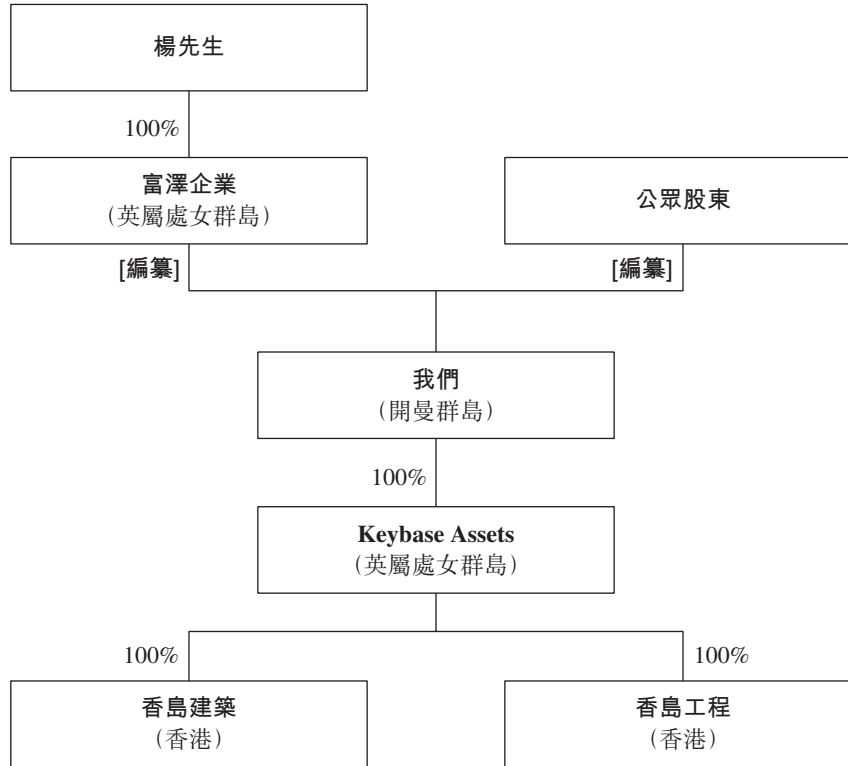 楊先生
100%
富澤企業
（英屬處女群島）
公眾股東
[編纂]
[編纂]
我們
（開曼群島）
100%
Keybase Assets
（英屬處女群島）
100%
100%
香島建築
（香港）
香島工程
（香港）